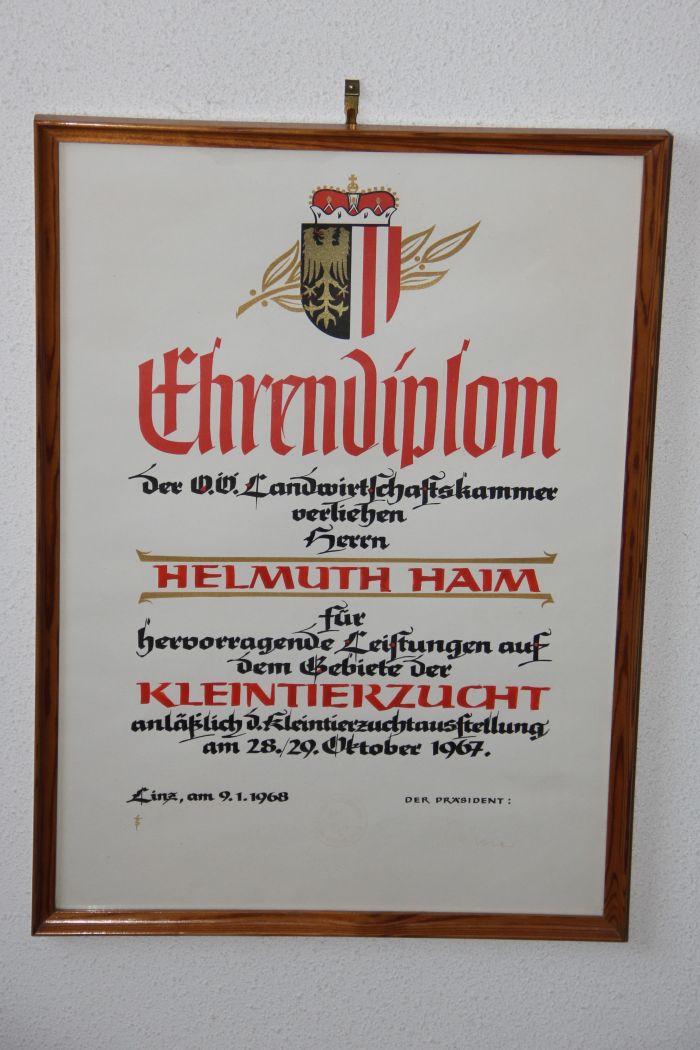 Ehrendiplom
der O.Ö. Landwirtschaftskammer
verliehen
Herrn
HELMUTH HAIM
für
hervorragende Leistungen auf
dem Gebiete der
KLEINTIERZUCHT
anläßlich d. Kleintierzuchtausstellung
am 28./29. Oktober 1967.
Linz, am 9.1.1968 DER PRÄSIDENT: